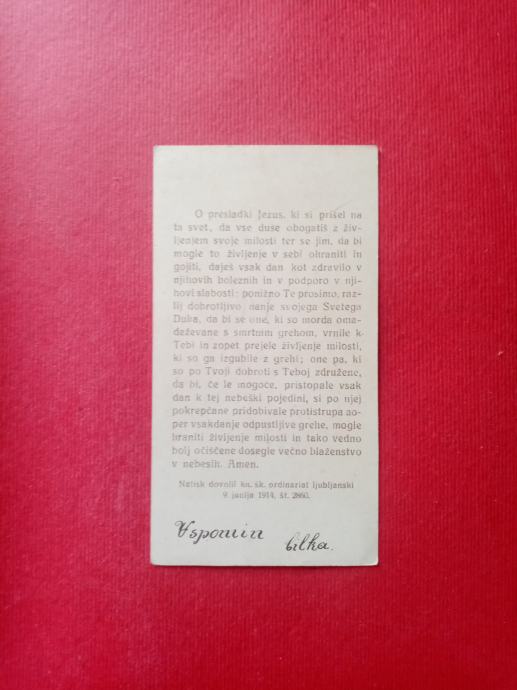 O presladki Jezus, ki si prišel na
ta svet, da vse duse obogatiš z živ-
ljenjem svoje milosti ter se jim, da bi
mogle to življenje v sebi ohraniti in
gojiti, daješ vsak dan kot zdravilo v
njihovih boleznih in v podporo v nji-
hovi slabosti: ponižno Te prosimo, raz-
lij dobrotljivo nanje svojega Svetega
Duha, da bi se one, ki so morda oma-
daževane s smrtnim grehom, vrnile k
Tebi in zopet prejele življenje milosti,
ki so ga izgubile z grehi; one pa, ki
so po Tvoji dobroti s Teboj združene,
da bi, če le mogoče, pristopale vsak
dan k tej nebeški pojedini, si po njej
pokrepčane pridobivale protistrupa zo-
per vsakdanje odpustljive grehe, mogle
hraniti življenje milosti in tako vedno
bolj očiščene dosegle večno blaženstvo
v nebesih. Amen.
Natisk dovolil kn. šk. ordinariat ljubljanski
9. junija 1914, št. 2860.
Vspomin